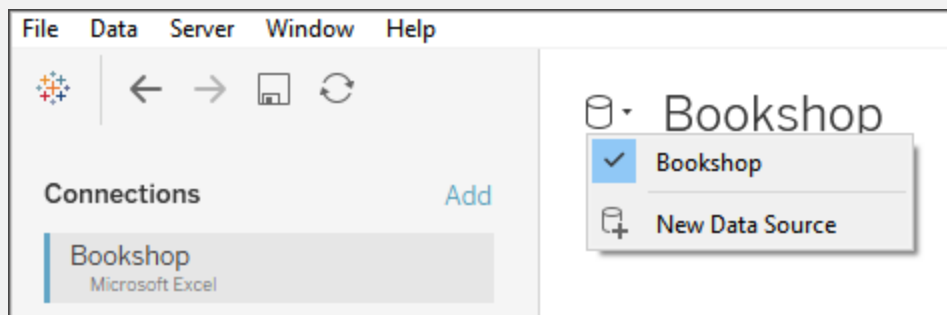 File Data Server Window Help
Bookshop
Bookshop
New Data Source
Connections Add
Bookshop
Microsoft Excel